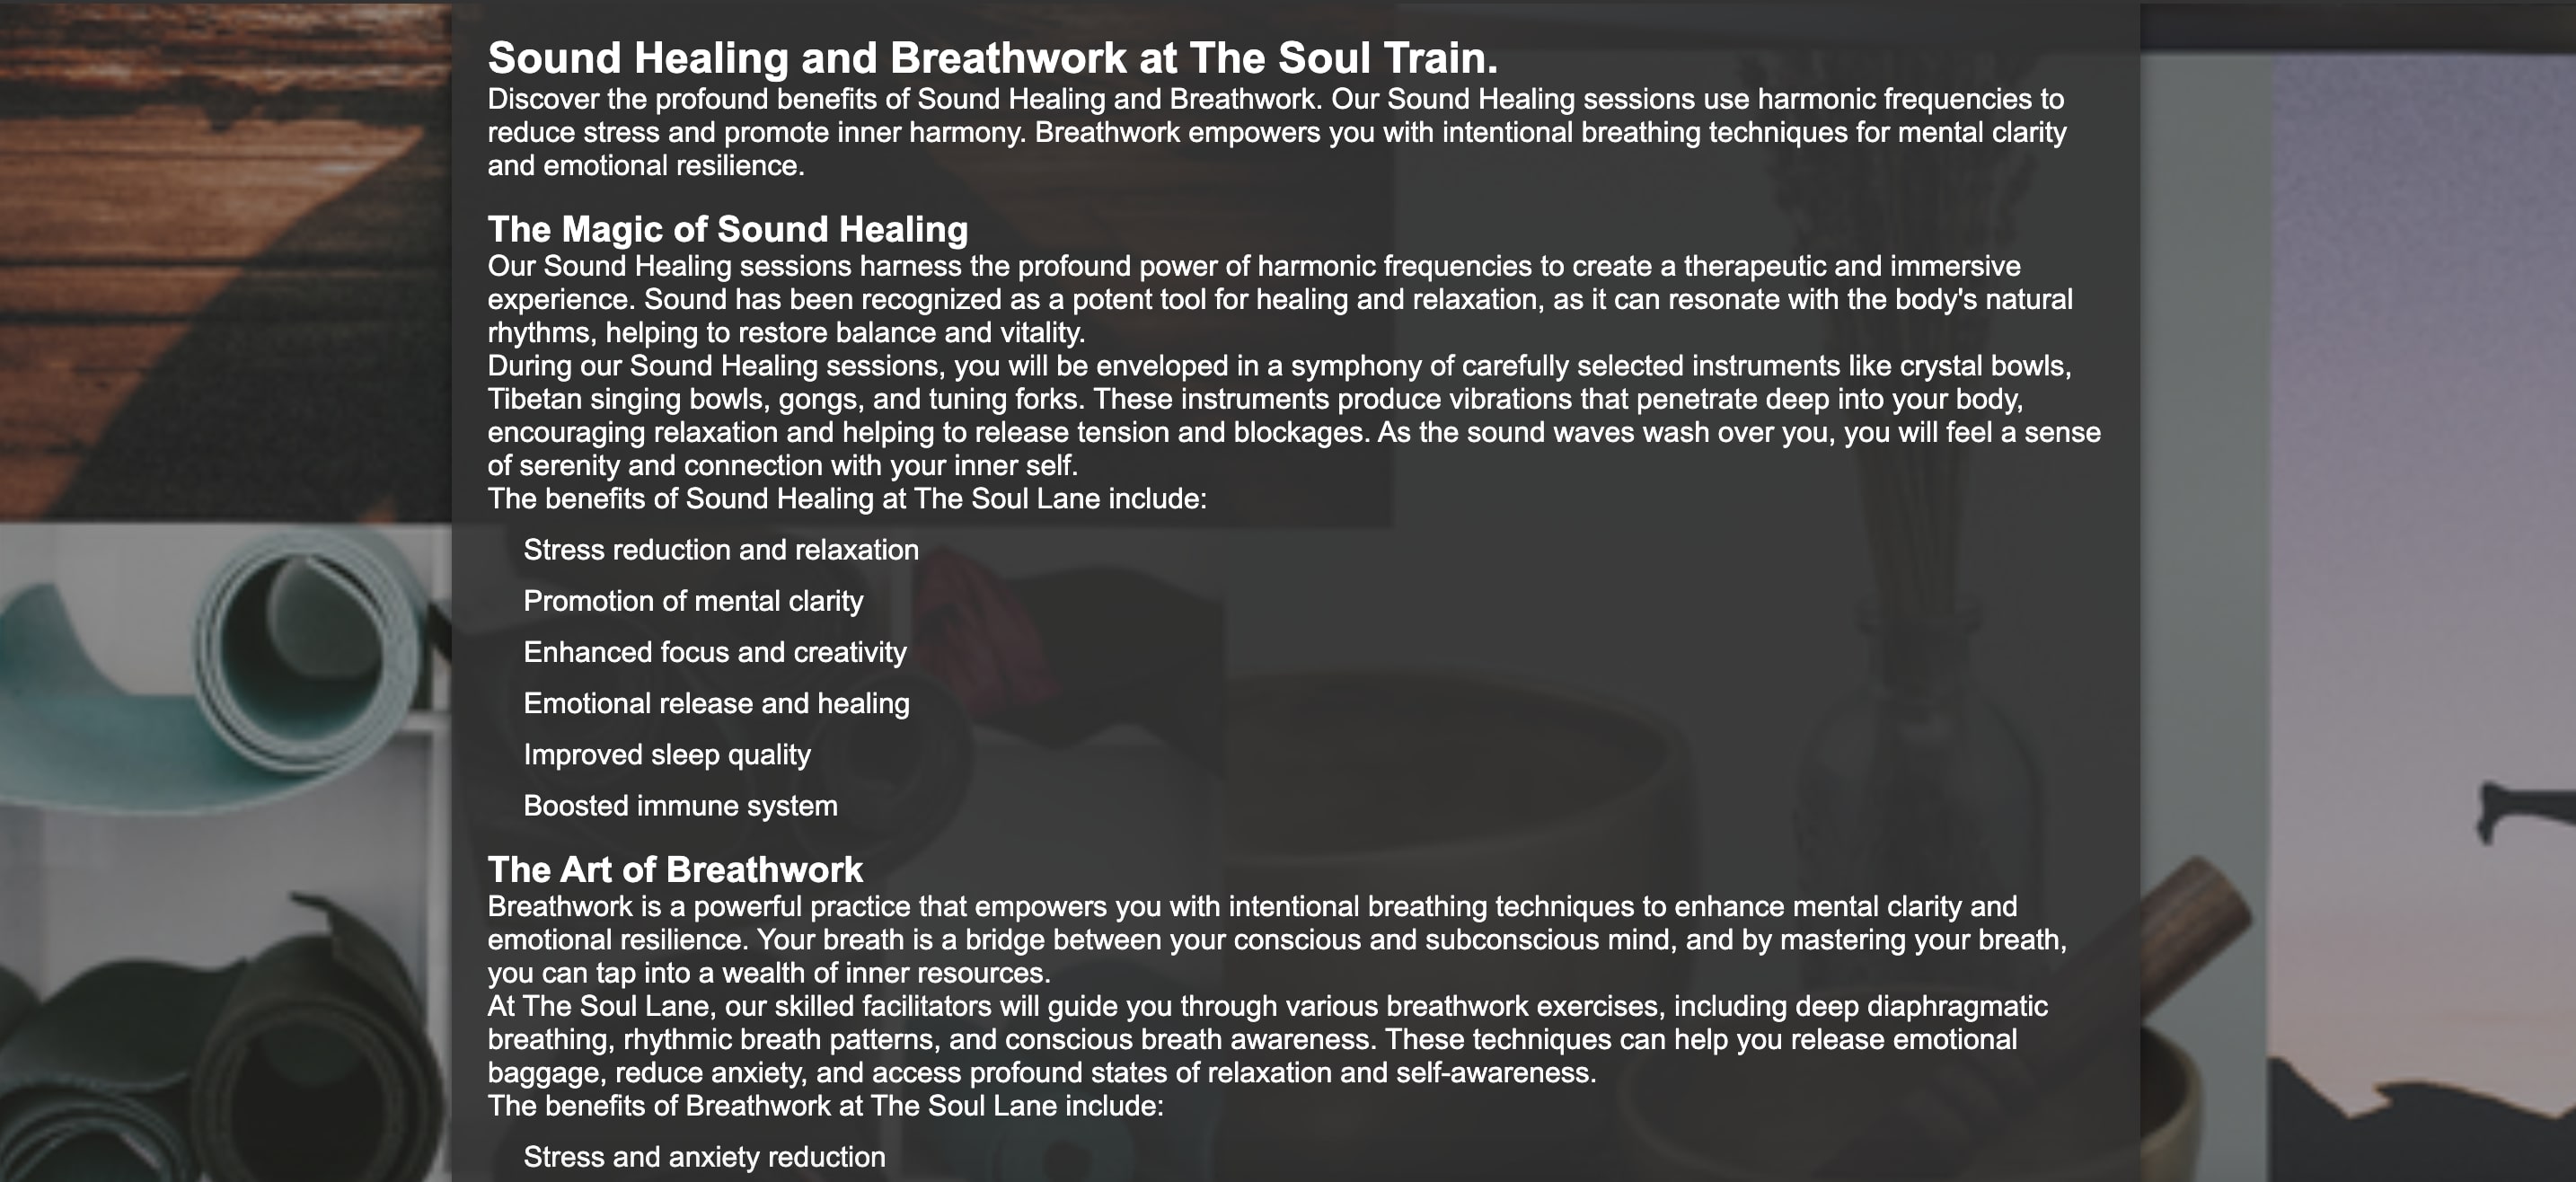 Sound Healing and Breathwork at The Soul Train.
Discover the profound benefits of Sound Healing and Breathwork. Our Sound Healing sessions use harmonic frequencies to
reduce stress and promote inner harmony. Breathwork empowers you with intentional breathing techniques for mental clarity
and emotional resilience.
The Magic of Sound Healing
Our Sound Healing sessions harness the profound power of harmonic frequencies to create a therapeutic and immersive
experience. Sound has been recognized as a potent tool for healing and relaxation, as it can resonate with the body's natural
rhythms, helping to restore balance and vitality.
During our Sound Healing sessions, you will be enveloped in a symphony of carefully selected instruments like crystal bowls,
Tibetan singing bowls, gongs, and tuning forks. These instruments produce vibrations that penetrate deep into your body,
encouraging relaxation and helping to release tension and blockages. As the sound waves wash over you, you will feel a sense
of serenity and connection with your inner self.
The benefits of Sound Healing at The Soul Lane include:
Stress reduction and relaxation
Promotion of mental clarity
Enhanced focus and creativity
Emotional release and healing
Improved sleep quality
Boosted immune system
The Art of Breathwork
Breathwork is a powerful practice that empowers you with intentional breathing techniques to enhance mental clarity and
emotional resilience. Your breath is a bridge between your conscious and subconscious mind, and by mastering your breath,
you can tap into a wealth of inner resources.
At The Soul Lane, our skilled facilitators will guide you through various breathwork exercises, including deep diaphragmatic
breathing, rhythmic breath patterns, and conscious breath awareness. These techniques can help you release emotional
baggage, reduce anxiety, and access profound states of relaxation and self-awareness.
The benefits of Breathwork at The Soul Lane include:
Stress and anxiety reduction